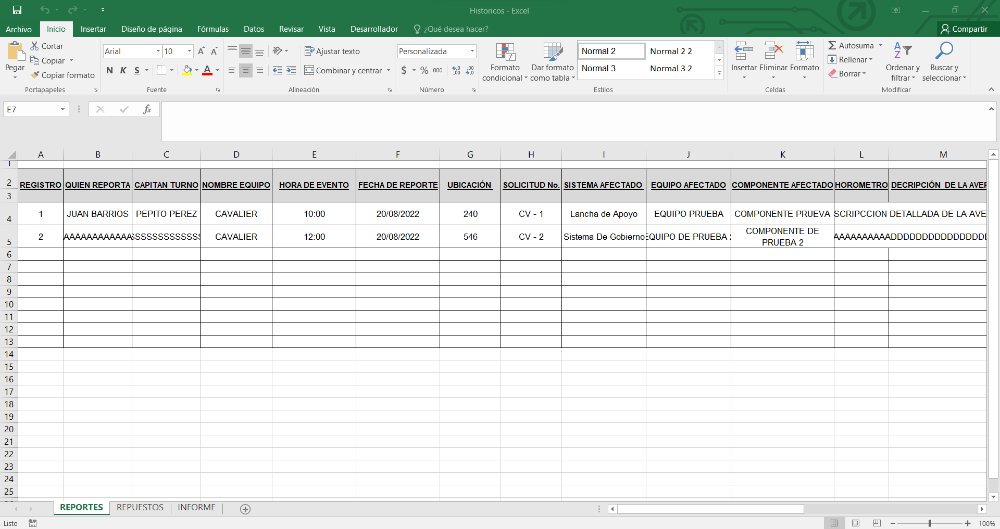 Historicos - Excel
Archivo Inicio Insertar Diseño de página Fórmulas Datos Revisar Vista Desarrollador ¿Qué desea hacer? Compartir
Pegar
Cortar
Copiar
Copiar formato
Portapapeles
Arial 10
N K S
Fuente
Ajustar texto
Combinar y centrar
Alineación
Personalizada
$ % 000
Número
Formato condicional
Dar formato como tabla
Normal 2 Normal 2 2
Normal 3 Normal 3 2
Estilos
Insertar Eliminar Formato
Celdas
Autosuma
Rellenar
Borrar
Ordenar y filtrar
Buscar y seleccionar
Modificar
E7 fx
A B C D E F G H I J K L M
1
2 REGISTRO QUIEN REPORTA CAPITAN TURNO NOMBRE EQUIPO HORA DE EVENTO FECHA DE REPORTE UBICACIÓN SOLICITUD No. SISTEMA AFECTADO EQUIPO AFECTADO COMPONENTE AFECTADO HOROMETRO DECRIPCIÓN DE LA AVER
3
4 1 JUAN BARRIOS PEPITO PEREZ CAVALIER 10:00 20/08/2022 240 CV - 1 Lancha de Apoyo EQUIPO PRUEBA COMPONENTE PRUEVA SCRIPCCION DETALLADA DE LA AVE
5 2 AAAAAAAAAAAA SSSSSSSSSSSSS CAVALIER 12:00 20/08/2022 546 CV - 2 Sistema De Gobierno EQUIPO DE PRUEBA 2 COMPONENTE DE PRUEBA 2 AAAAAAAAAADDDDDDDDDDDDDDDD
6
7
8
9
10
11
12
13
14
15
16
17
18
19
20
21
22
23
24
25
REPORTES REPUESTOS INFORME
Listo 100%